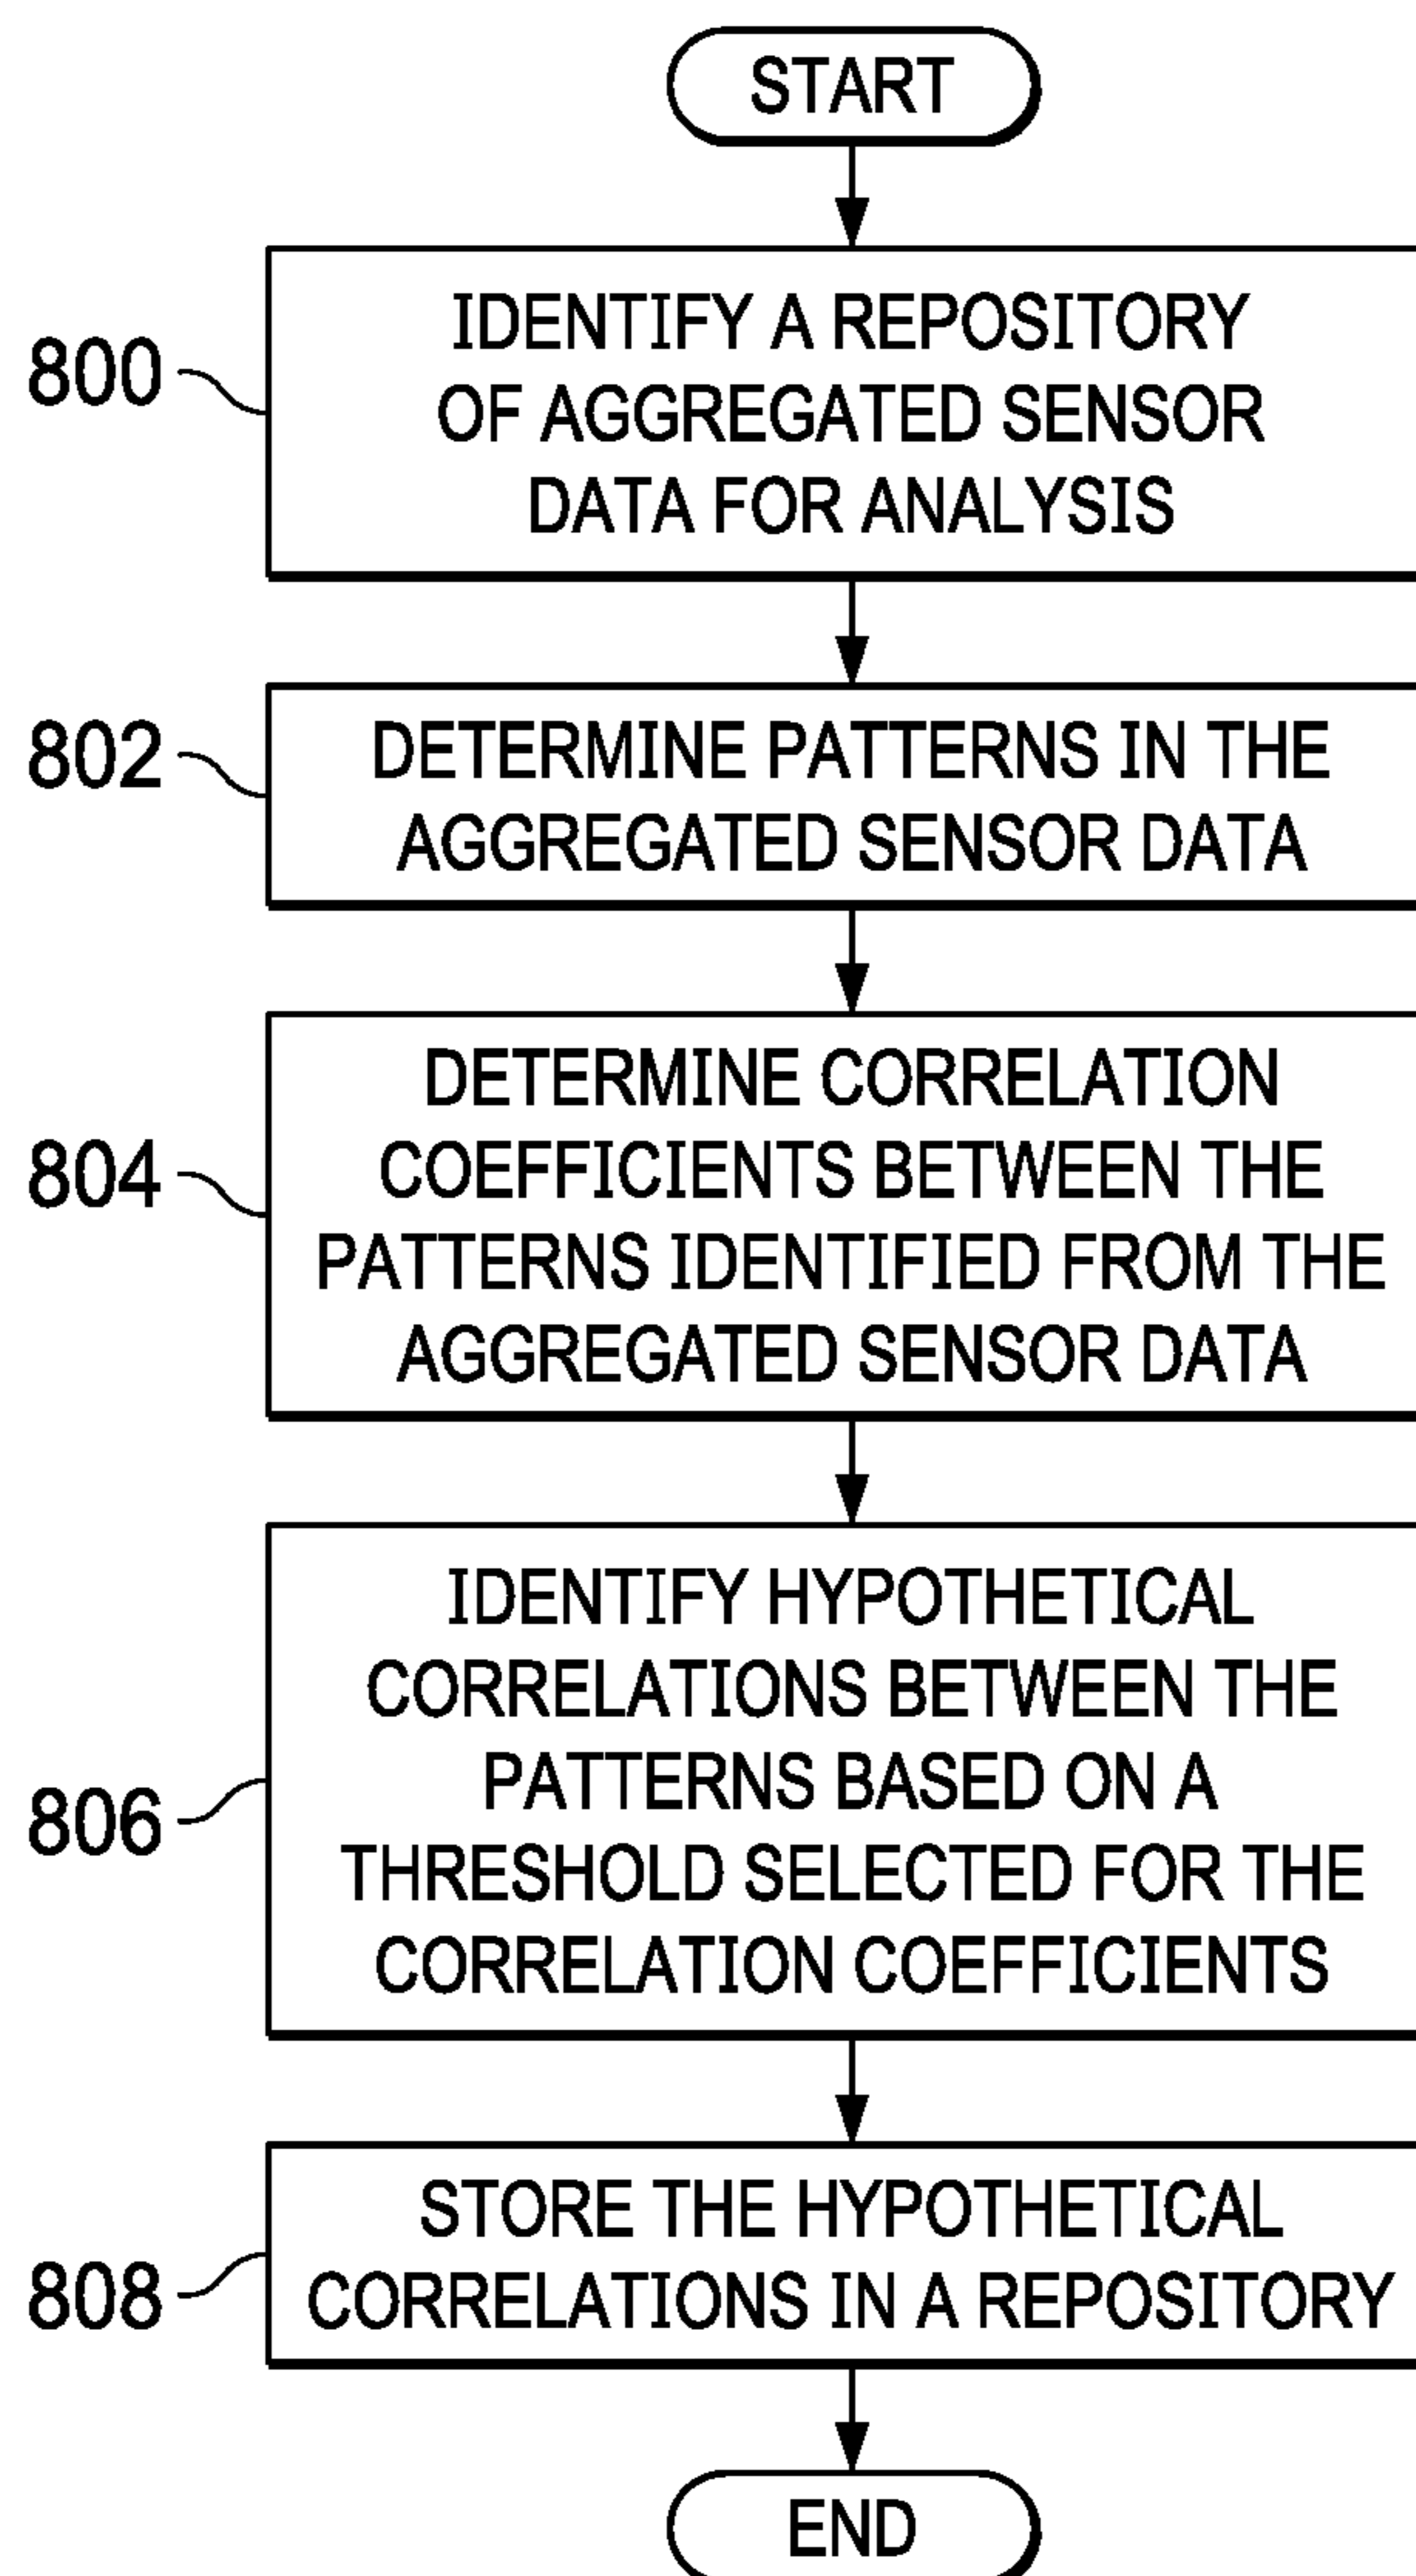 START
800
IDENTIFY A REPOSITORY
OF AGGREGATED SENSOR
DATA FOR ANALYSIS
802
DETERMINE PATTERNS IN THE
AGGREGATED SENSOR DATA
804
DETERMINE CORRELATION
COEFFICIENTS BETWEEN THE
PATTERNS IDENTIFIED FROM THE
AGGREGATED SENSOR DATA
806
IDENTIFY HYPOTHETICAL
CORRELATIONS BETWEEN THE
PATTERNS BASED ON A
THRESHOLD SELECTED FOR THE
CORRELATION COEFFICIENTS
808
STORE THE HYPOTHETICAL
CORRELATIONS IN A REPOSITORY
END